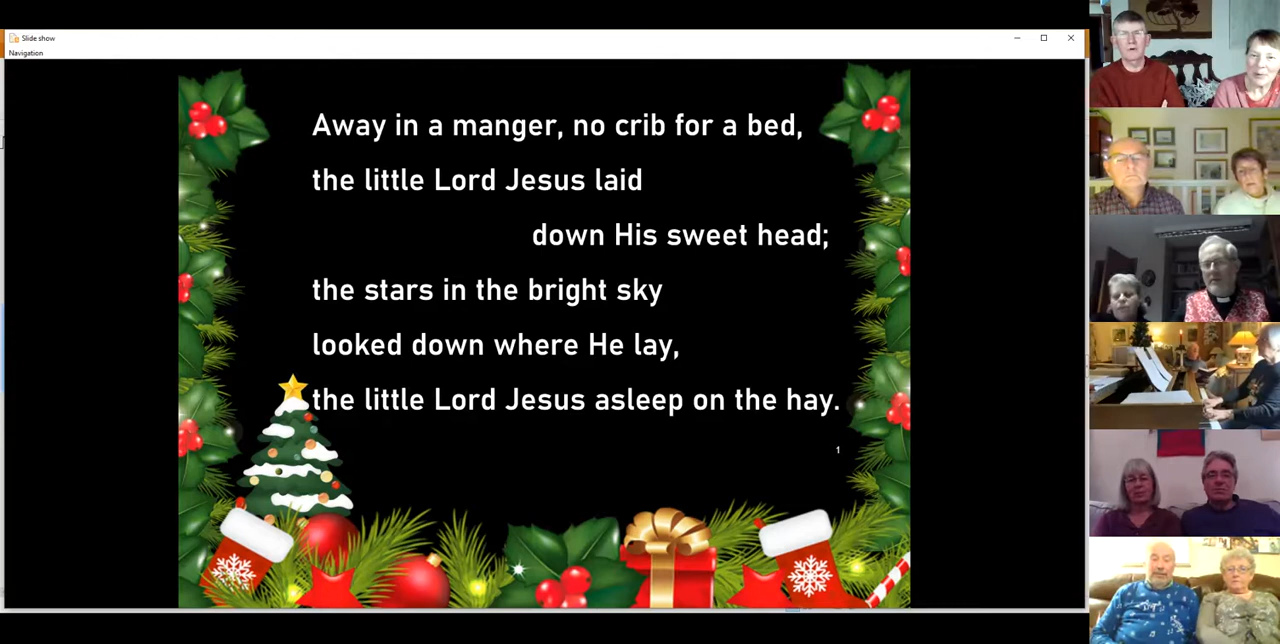 Slide show
Navigation
Away in a manger, no crib for a bed,
the little Lord Jesus laid
down His sweet head;
the stars in the bright sky
looked down where He lay,
the little Lord Jesus asleep on the hay.
1